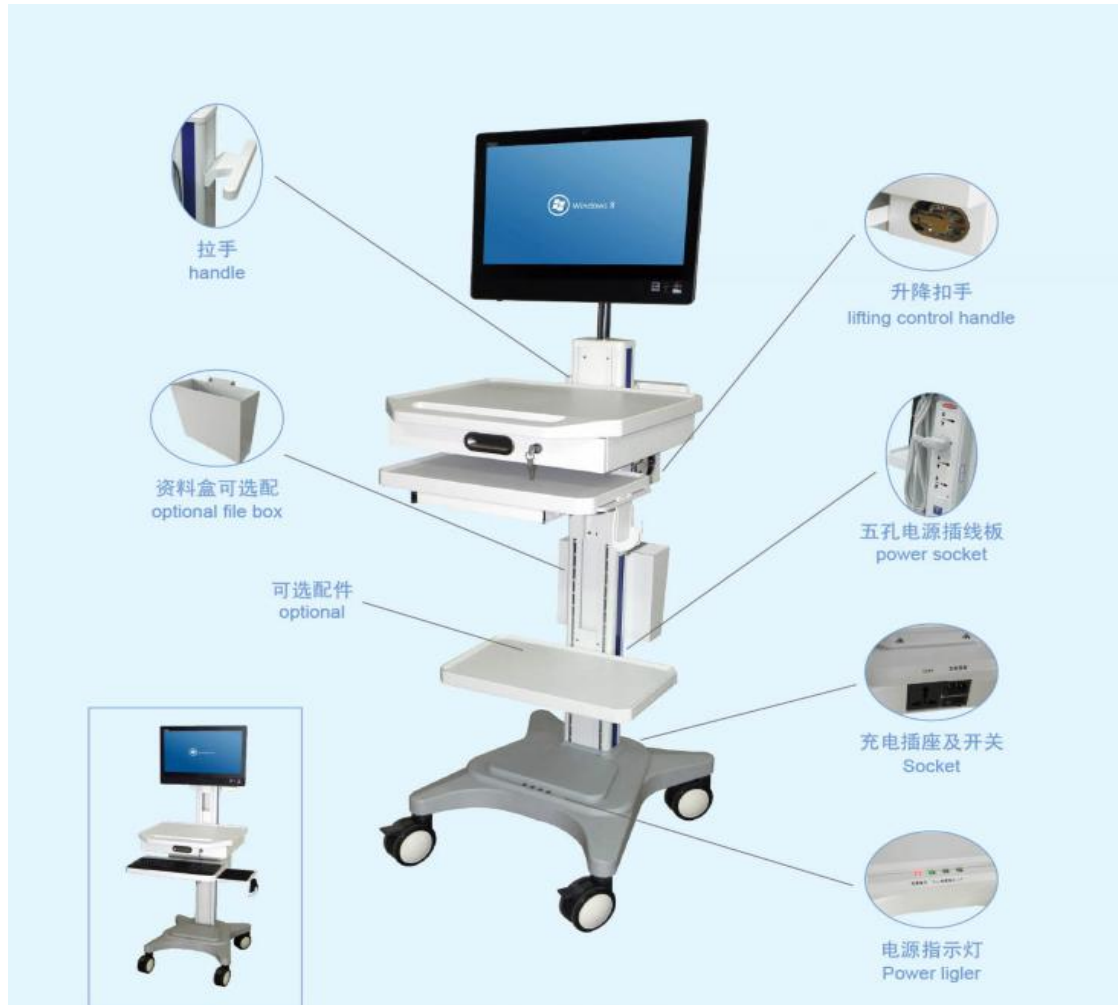 Windows 8
拉手
handle
升降扣手
lifting control handle
资料盒可选配
optional file box
五孔电源插线板
power socket
可选配件
optional
充电插座及开关
Socket
电源指示灯
Power ligler